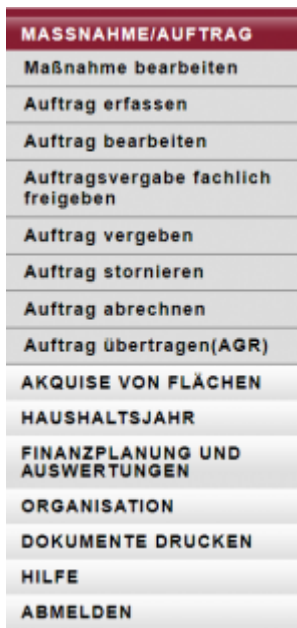 MASSNAHME/AUFTRAG
Maßnahme bearbeiten
Auftrag erfassen
Auftrag bearbeiten
Auftragsvergabe fachlich
freigeben
Auftrag vergeben
Auftrag stornieren
Auftrag abrechnen
Auftrag übertragen(AGR)
AKQUISE VON FLÄCHEN
HAUSHALTSJAHR
FINANZPLANUNG UND
AUSWERTUNGEN
ORGANISATION
DOKUMENTE DRUCKEN
HILFE
ABMELDEN